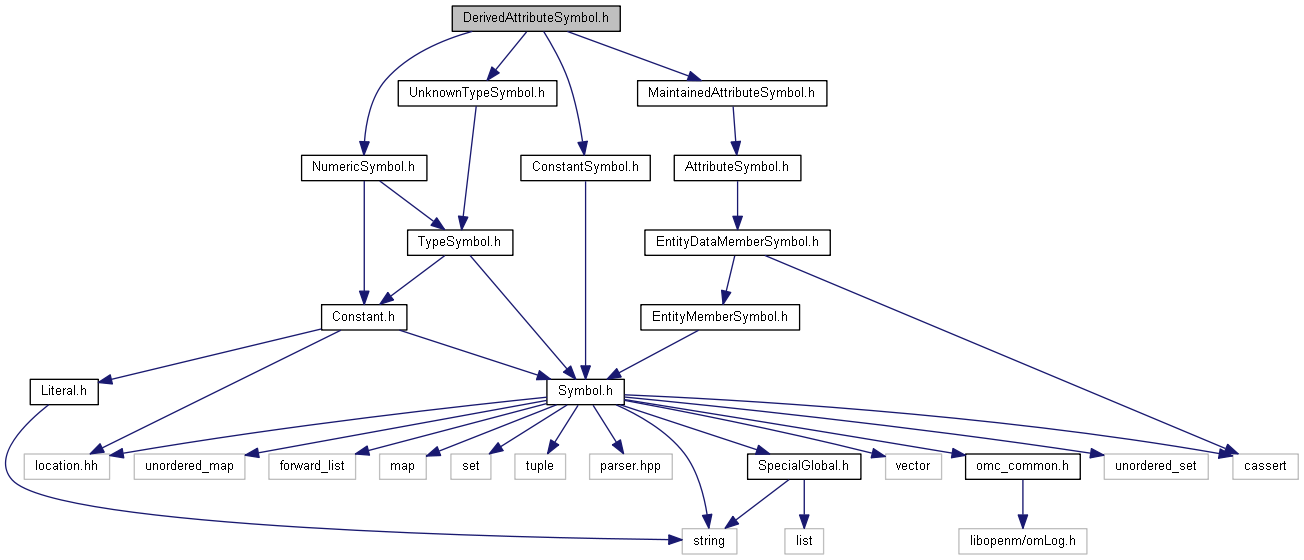 DerivedAttributeSymbol.h
UnknownTypeSymbol.h
MaintainedAttributeSymbol.h
NumericSymbol.h
ConstantSymbol.h
AttributeSymbol.h
TypeSymbol.h
EntityDataMemberSymbol.h
Constant.h
EntityMemberSymbol.h
Literal.h
Symbol.h
location.hh
unordered_map
forward_list
map
set
tuple
parser.hpp
SpecialGlobal.h
vector
omc_common.h
unordered_set
cassert
string
list
libopenm/omLog.h